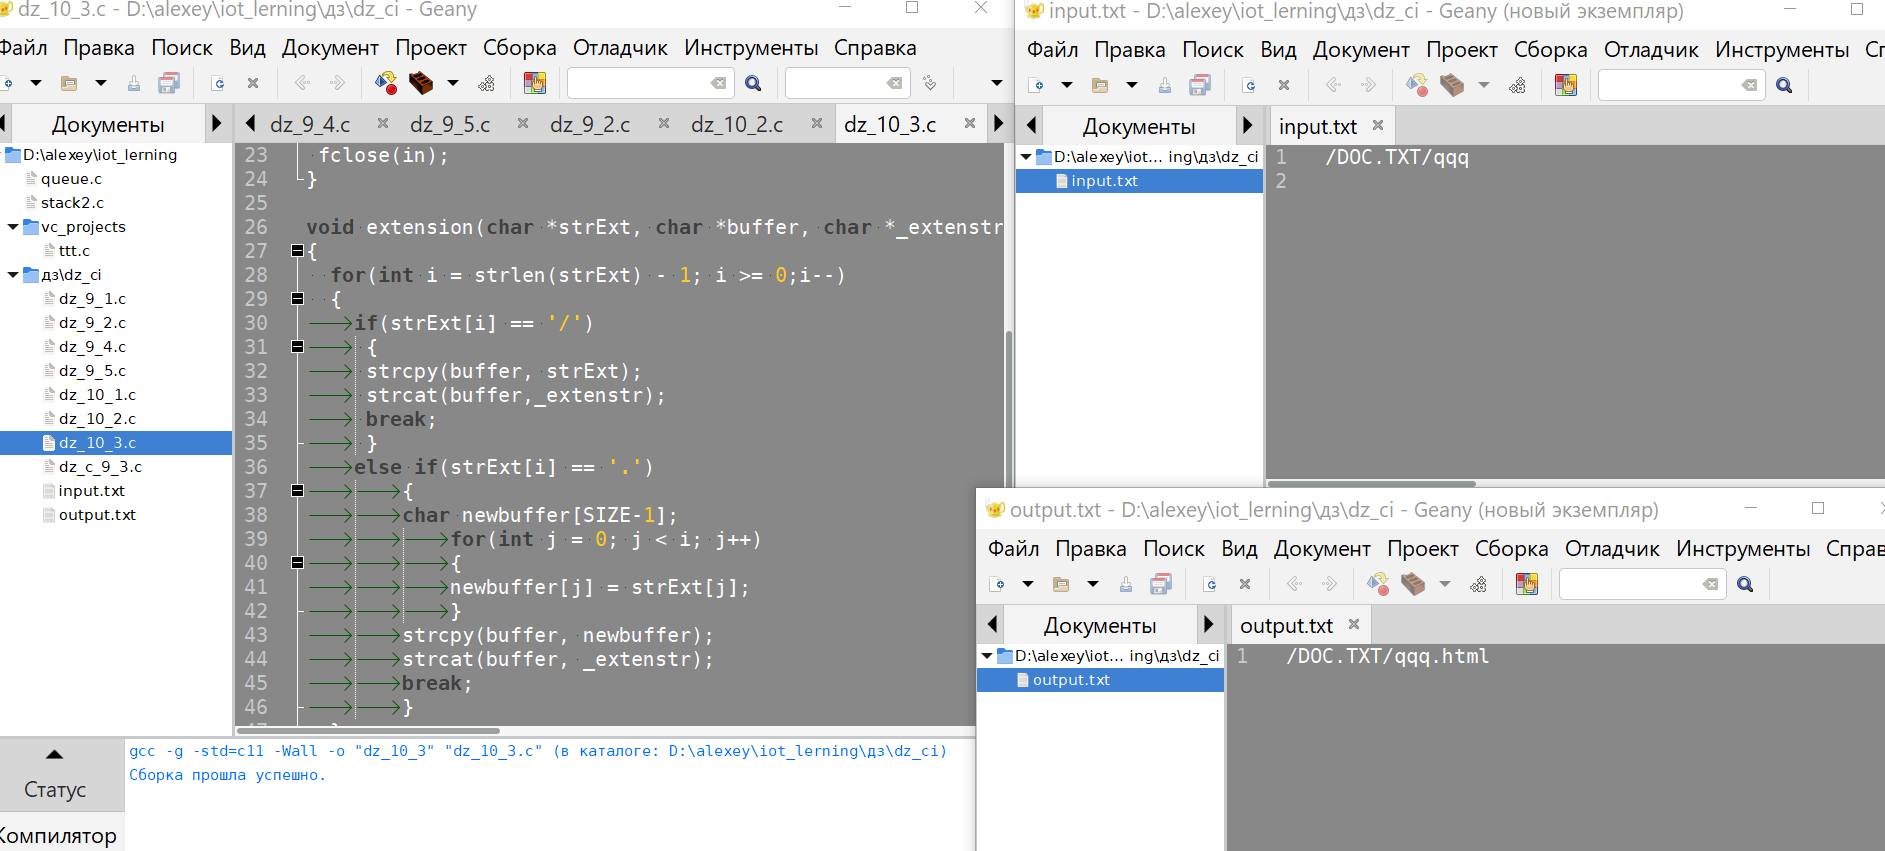 dz_10_3.c - D:\alexey\iot_lerning\дз\dz_ci - Geany
Файл Правка Поиск Вид Документ Проект Сборка Отладчик Инструменты Справка
Документы
dz_9_4.c dz_9_5.c dz_9_2.c dz_10_2.c dz_10_3.c
D:\alexey\iot_lerning
queue.c
stack2.c
vc_projects
ttt.c
дз\dz_ci
dz_9_1.c
dz_9_2.c
dz_9_4.c
dz_9_5.c
dz_10_1.c
dz_10_2.c
dz_10_3.c
dz_c_9_3.c
input.txt
output.txt
23 fclose(in);
24 }
25
26 void extension(char *strExt, char *buffer, char *_extenstr
27 {
28 for(int i = strlen(strExt) - 1; i >= 0;i--)
29 {
30 if(strExt[i] == '/')
31 {
32 strcpy(buffer, strExt);
33 strcat(buffer,_extenstr);
34 break;
35 }
36 else if(strExt[i] == '.')
37 {
38 char newbuffer[SIZE-1];
39 for(int j = 0; j < i; j++)
40 {
41 newbuffer[j] = strExt[j];
42 }
43 strcpy(buffer, newbuffer);
44 strcat(buffer, _extenstr);
45 break;
46 }
Статус
Компилятор
gcc -g -std=c11 -Wall -o "dz_10_3" "dz_10_3.c" (в каталоге: D:\alexey\iot_lerning\дз\dz_ci)
Сборка прошла успешно.
input.txt - D:\alexey\iot_lerning\дз\dz_ci - Geany (новый экземпляр)
Файл Правка Поиск Вид Документ Проект Сборка Отладчик Инструменты
Документы
input.txt
D:\alexey\iot... ing\дз\dz_ci
input.txt
1 /DOC.TXT/qqq
2
output.txt - D:\alexey\iot_lerning\дз\dz_ci - Geany (новый экземпляр)
Файл Правка Поиск Вид Документ Проект Сборка Отладчик Инструменты Справ
Документы
output.txt
D:\alexey\iot... ing\дз\dz_ci
output.txt
1 /DOC.TXT/qqq.html